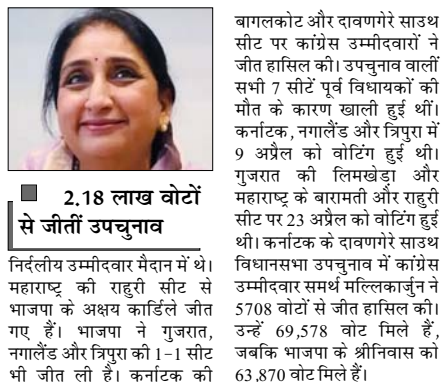 2.18 लाख वोटों
से जीतीं उपचुनाव
निर्दलीय उम्मीदवार मैदान में थे।
महाराष्ट्र की राहुरी सीट से
भाजपा के अक्षय कार्डिले जीत
गए हैं। भाजपा ने गुजरात,
नगालैंड और त्रिपुरा की 1-1 सीट
भी जीत ली है। कर्नाटक की
बागलकोट और दावणगेरे साउथ
सीट पर कांग्रेस उम्मीदवारों ने
जीत हासिल की। उपचुनाव वालीं
सभी 7 सीटें पूर्व विधायकों की
मौत के कारण खाली हुई थीं।
कर्नाटक, नगालैंड और त्रिपुरा में
9 अप्रैल को वोटिंग हुई थी।
गुजरात की लिमखेड़ा और
महाराष्ट्र के बारामती और राहुरी
सीट पर 23 अप्रैल को वोटिंग हुई
थी। कर्नाटक के दावणगेरे साउथ
विधानसभा उपचुनाव में कांग्रेस
उम्मीदवार समर्थ मल्लिकार्जुन ने
5708 वोटों से जीत हासिल की।
उन्हें 69,578 वोट मिले हैं,
जबकि भाजपा के श्रीनिवास को
63,870 वोट मिले हैं।